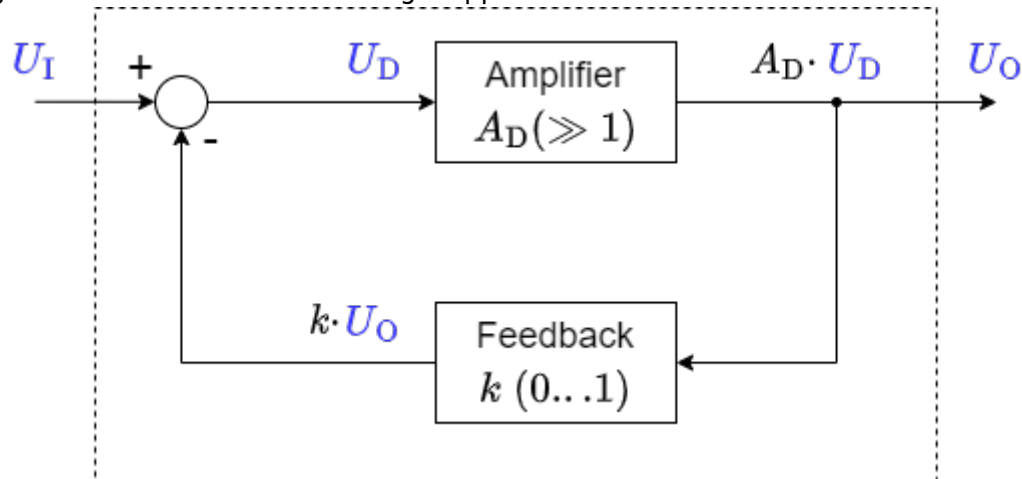 U_I
+
U_D
Amplifier
A_D(≫ 1)
A_D· U_D
U_O
-
k·U_O
Feedback
k (0...1)